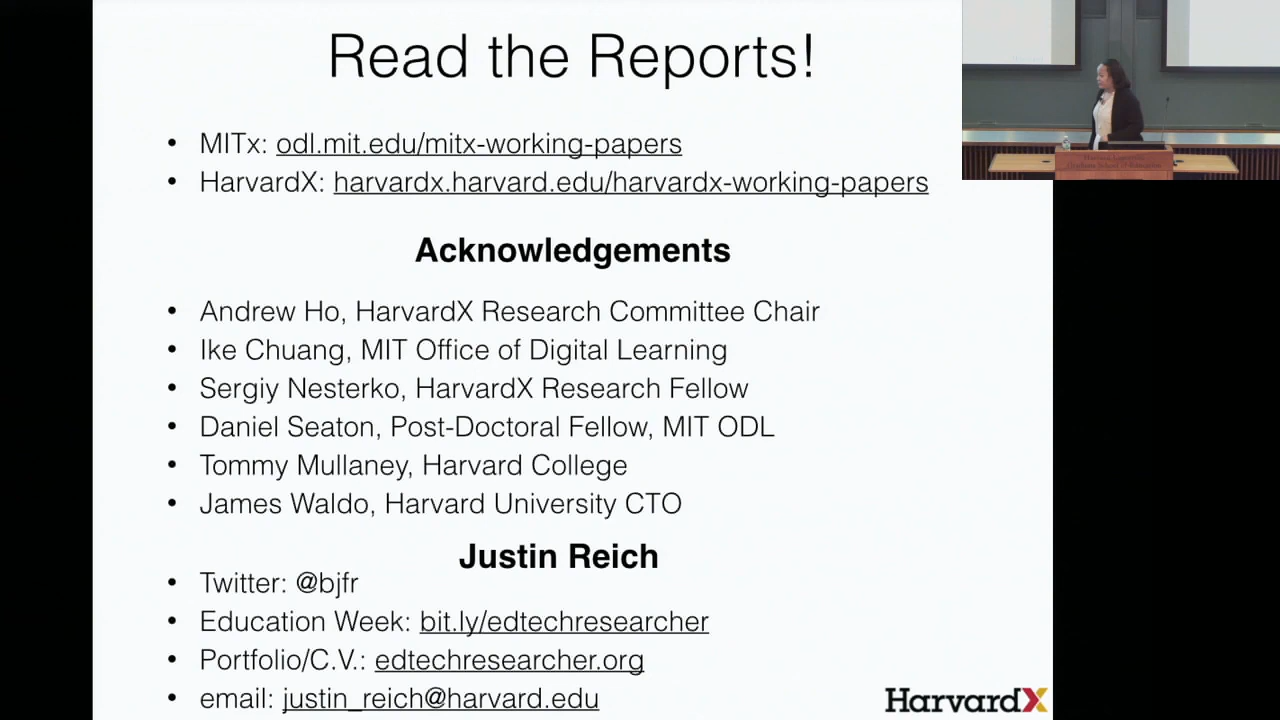 Read the Reports!
• MITx: odl.mit.edu/mitx-working-papers
• HarvardX: harvardx.harvard.edu/harvardx-working-papers
Acknowledgements
• Andrew Ho, HarvardX Research Committee Chair
• Ike Chuang, MIT Office of Digital Learning
• Sergiy Nesterko, HarvardX Research Fellow
• Daniel Seaton, Post-Doctoral Fellow, MIT ODL
• Tommy Mullaney, Harvard College
• James Waldo, Harvard University CTO
Justin Reich
• Twitter: @bjfr
• Education Week: bit.ly/edtechresearcher
• Portfolio/C.V.: edtechresearcher.org
• email: justin_reich@harvard.edu
HarvardX